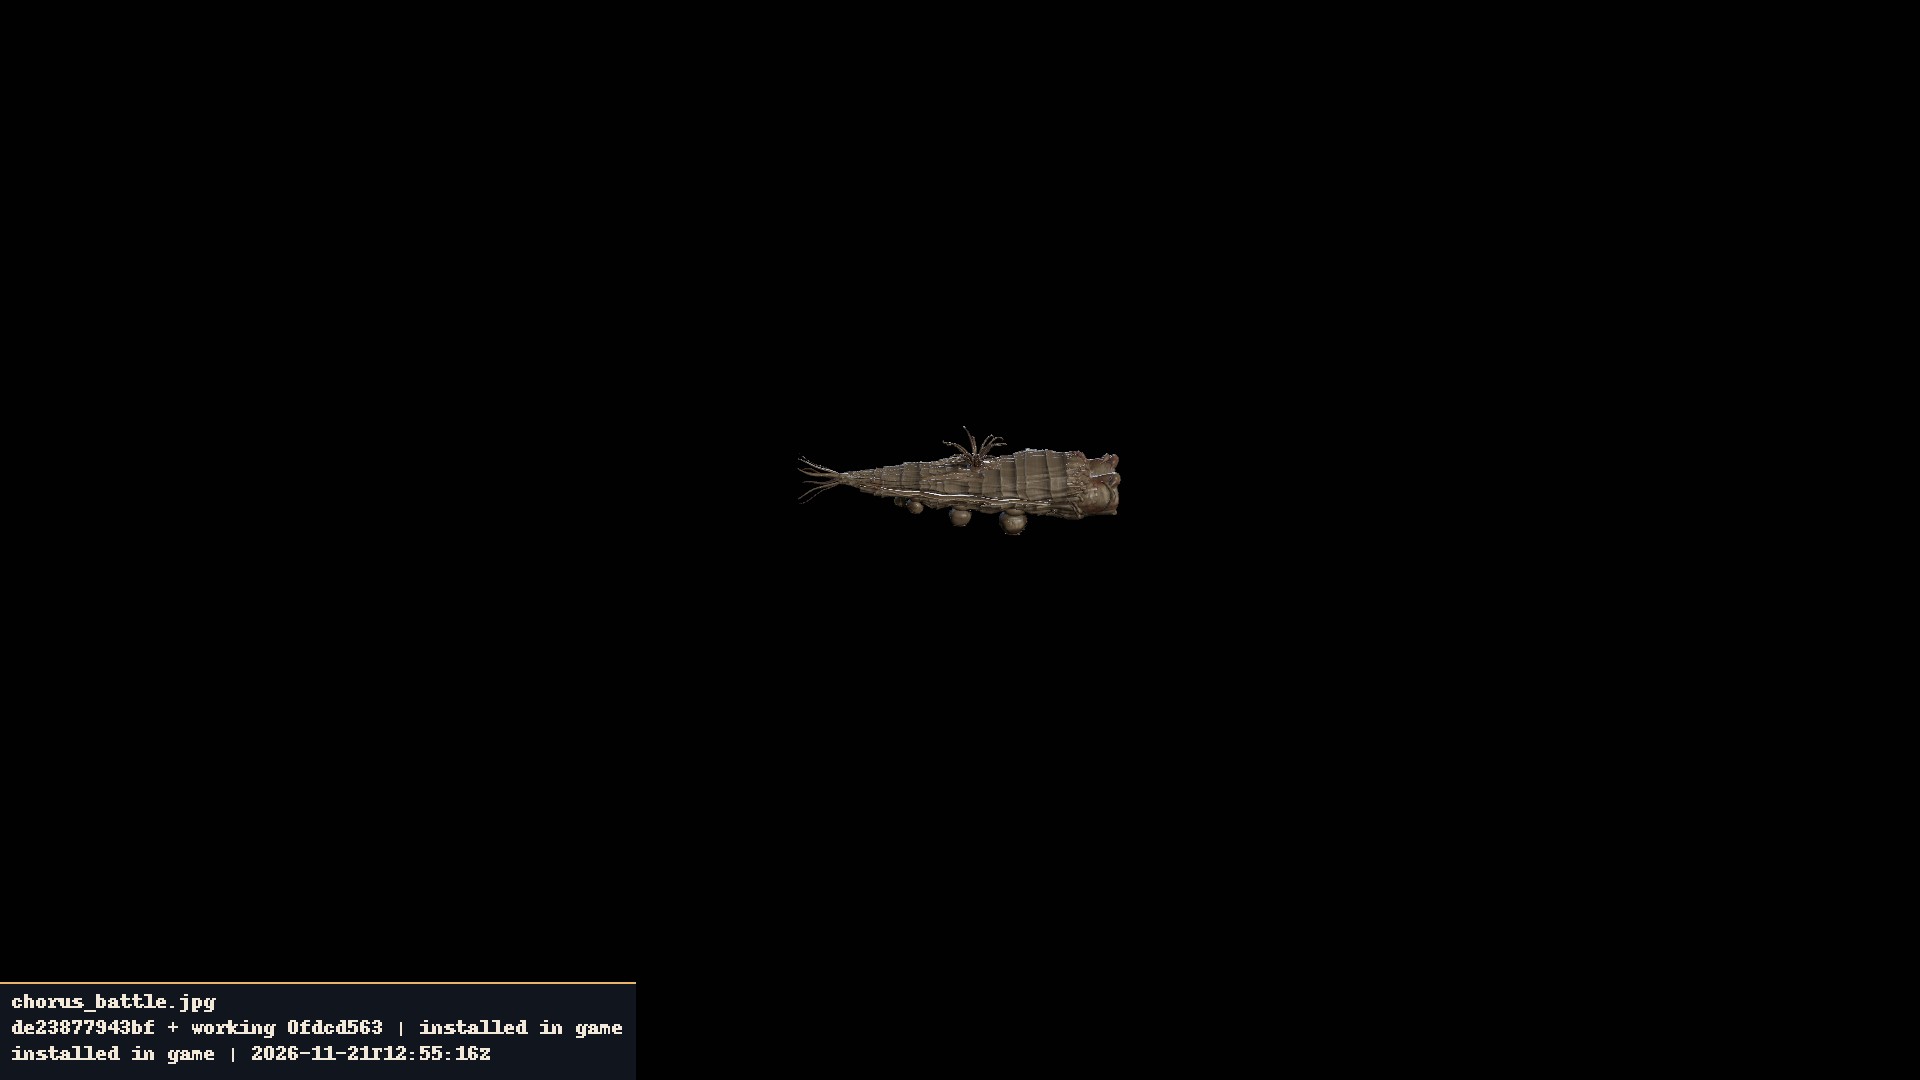 chorus_battle.jpg
de23877943bf + working 0fdcd563 | installed in game
installed in game | 2026-11-21T12:55:16Z